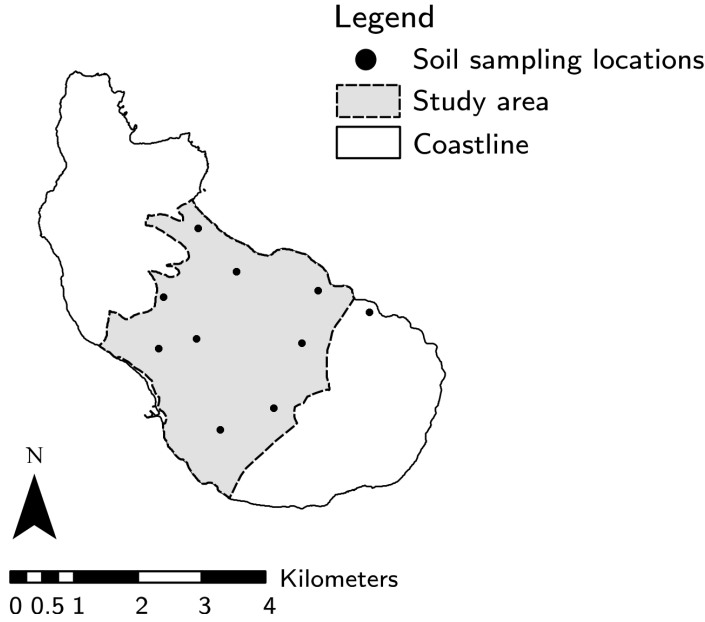 Legend
Soil sampling locations
Study area
Coastline
N
Kilometers
0 0.5 1 2 3 4